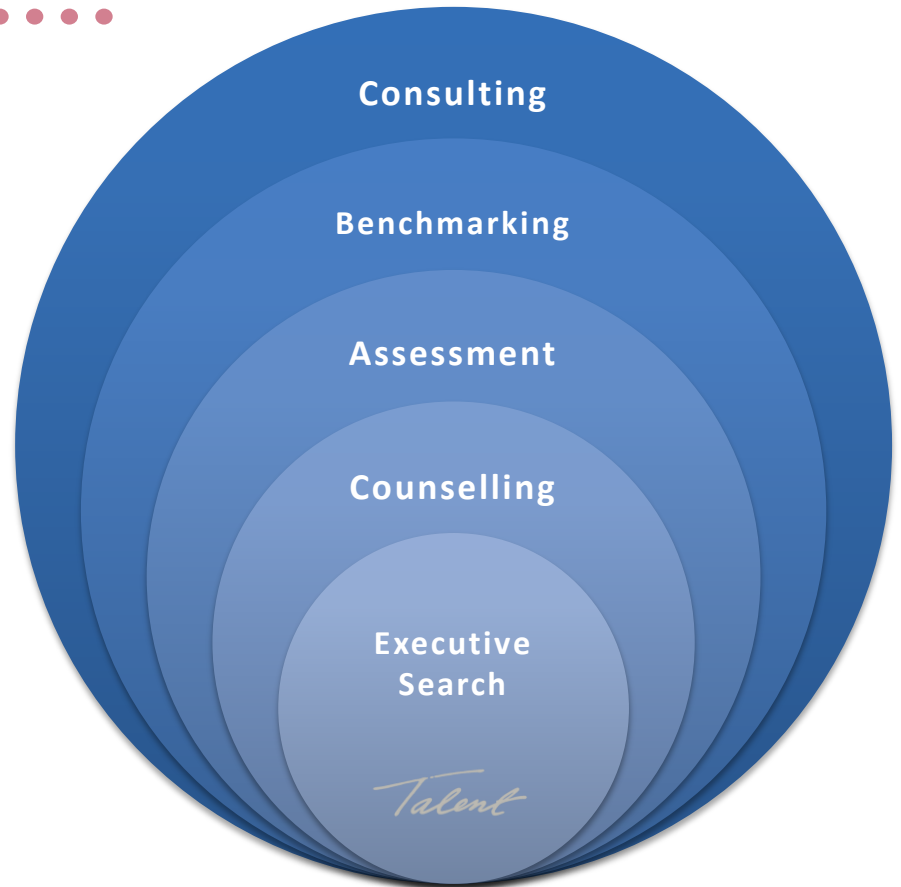 Consulting
Benchmarking
Assessment
Counselling
Executive
Search
Talent